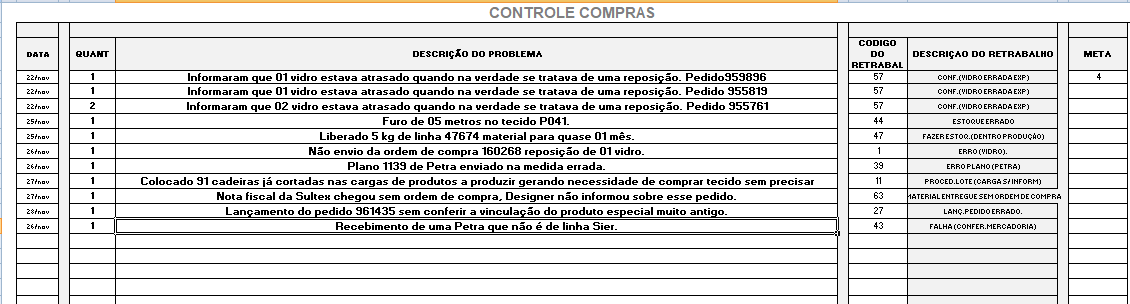 CONTROLE COMPRAS
DATA QUANT DESCRIÇÃO DO PROBLEMA CODIGO DO RETRABAL DESCRIÇAO DO RETRABALHO META
22/nov 1 Informaram que 01 vidro estava atrasado quando na verdade se tratava de uma reposição. Pedido959896 57 CONF.(VIDRO ERRADA EXP) 4
22/nov 1 Informaram que 01 vidro estava atrasado quando na verdade se tratava de uma reposição. Pedido 955819 57 CONF.(VIDRO ERRADA EXP)
22/nov 2 Informaram que 02 vidro estava atrasado quando na verdade se tratava de uma reposição. Pedido 955761 57 CONF.(VIDRO ERRADA EXP)
25/nov 1 Furo de 05 metros no tecido P041. 44 ESTOQUE ERRADO
25/nov 1 Liberado 5 kg de linha 47674 material para quase 01 mês. 47 FAZER ESTOQ.(DENTRO PRODUÇÃO)
26/nov 1 Não envio da ordem de compra 160268 reposição de 01 vidro. 1 ERRO (VIDRO).
26/nov 1 Plano 1139 de Petra enviado na medida errada. 39 ERRO PLANO (PETRA)
27/nov 1 Colocado 91 cadeiras já cortadas nas cargas de produtos a produzir gerando necessidade de comprar tecido sem precisar 11 PROCED.LOTE (CARGA S/INFORM)
27/nov 1 Nota fiscal da Sultex chegou sem ordem de compra, Designer não informou sobre esse pedido. 63 MATERIAL ENTREGUE SEM ORDEM DE COMPRA
28/nov 1 Lançamento do pedido 961435 sem conferir a vinculação do produto especial muito antigo. 27 LANÇ.PEDIDO ERRADO.
26/nov 1 Recebimento de uma Petra que não é de linha Sier. 43 FALHA (CONFER.MERCADORIA)